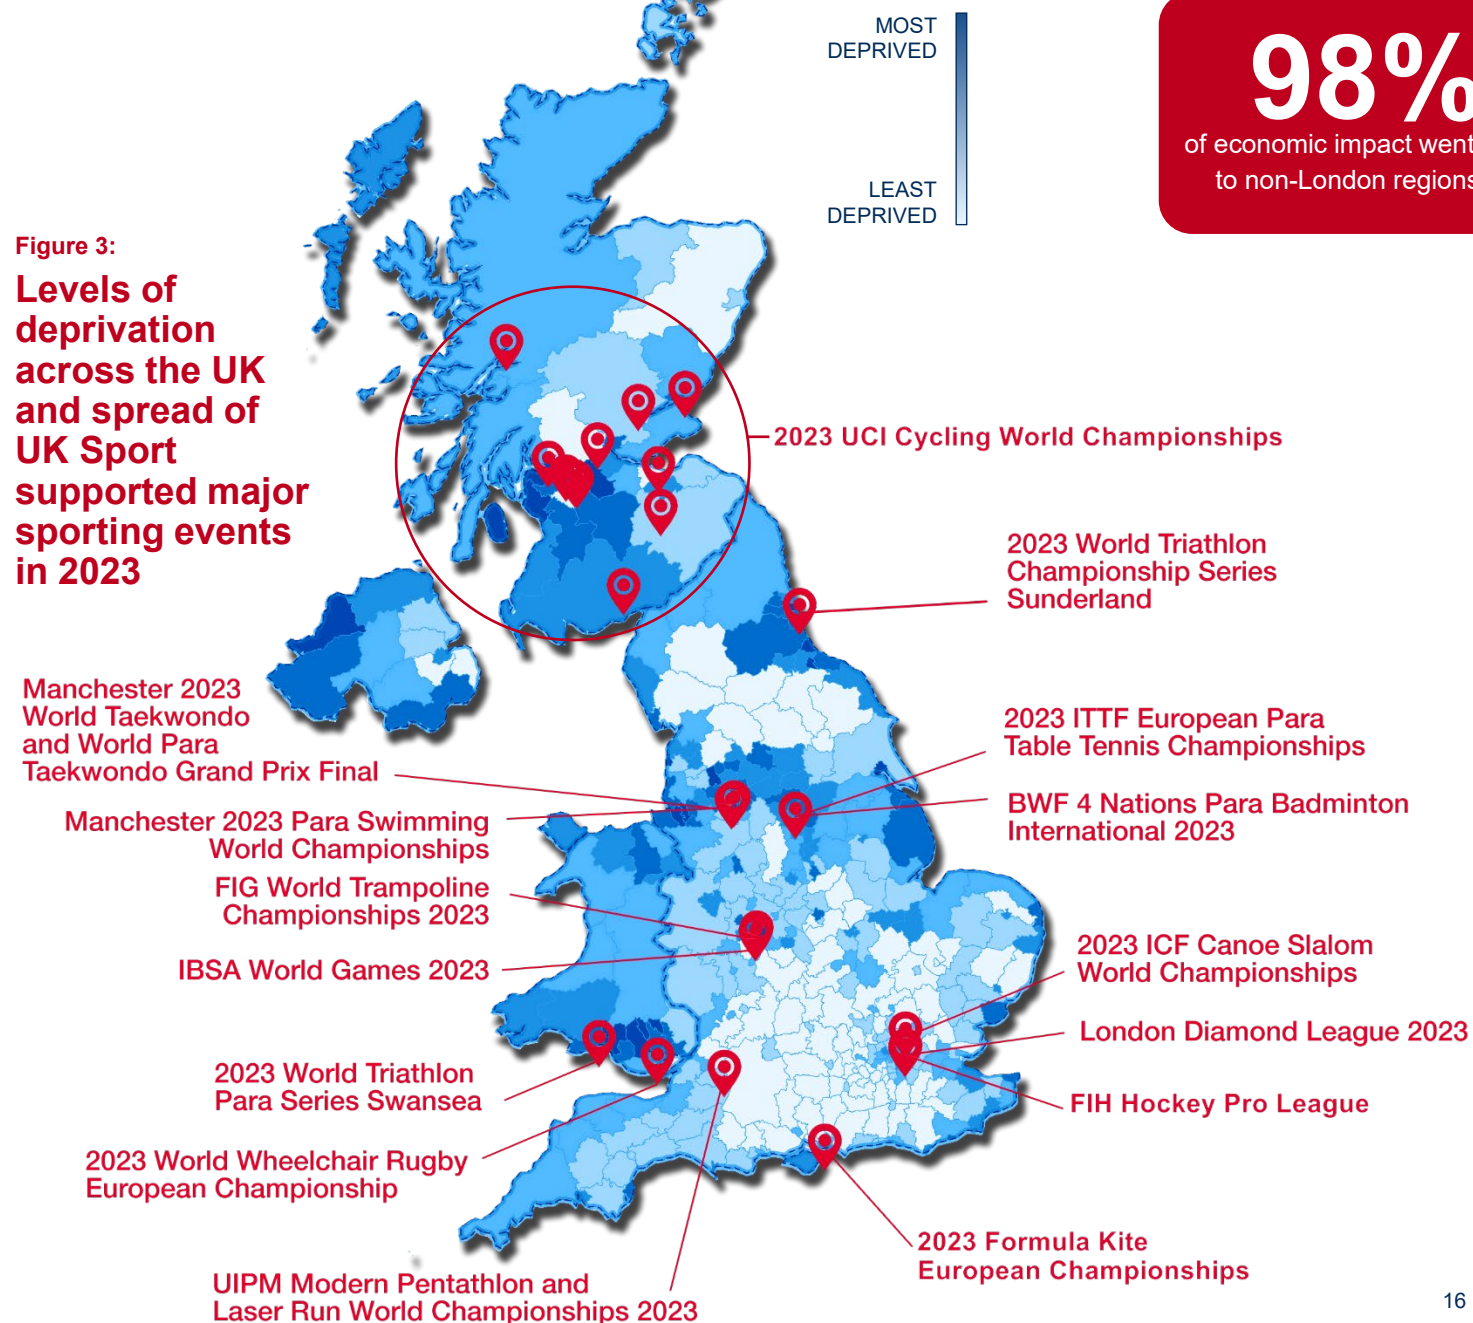 MOST
DEPRIVED
LEAST
DEPRIVED
98%
of economic impact went
to non-London regions
Figure 3:
Levels of
deprivation
across the UK
and spread of
UK Sport
supported major
sporting events
in 2023
2023 UCI Cycling World Championships
2023 World Triathlon
Championship Series
Sunderland
Manchester 2023
World Taekwondo
and World Para
Taekwondo Grand Prix Final
2023 ITTF European Para
Table Tennis Championships
Manchester 2023 Para Swimming
World Championships
BWF 4 Nations Para Badminton
International 2023
FIG World Trampoline
Championships 2023
IBSA World Games 2023
2023 ICF Canoe Slalom
World Championships
London Diamond League 2023
2023 World Triathlon
Para Series Swansea
FIH Hockey Pro League
2023 World Wheelchair Rugby
European Championship
2023 Formula Kite
European Championships
UIPM Modern Pentathlon and
Laser Run World Championships 2023
16